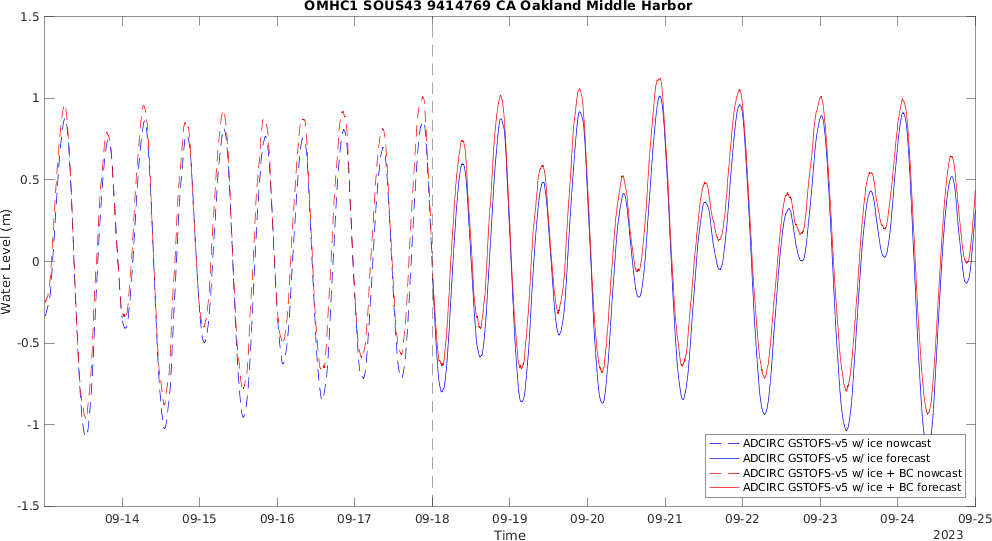 OMHC1 SOUS43 9414769 CA Oakland Middle Harbor
1.5
1
0.5
0
-0.5
-1
-1.5
Water Level (m)
09-14 09-15 09-16 09-17 09-18 09-19 09-20 09-21 09-22 09-23 09-24 09-25
Time
2023
ADCIRC GSTOFS-v5 w/ ice nowcast
ADCIRC GSTOFS-v5 w/ ice forecast
ADCIRC GSTOFS-v5 w/ ice + BC nowcast
ADCIRC GSTOFS-v5 w/ ice + BC forecast